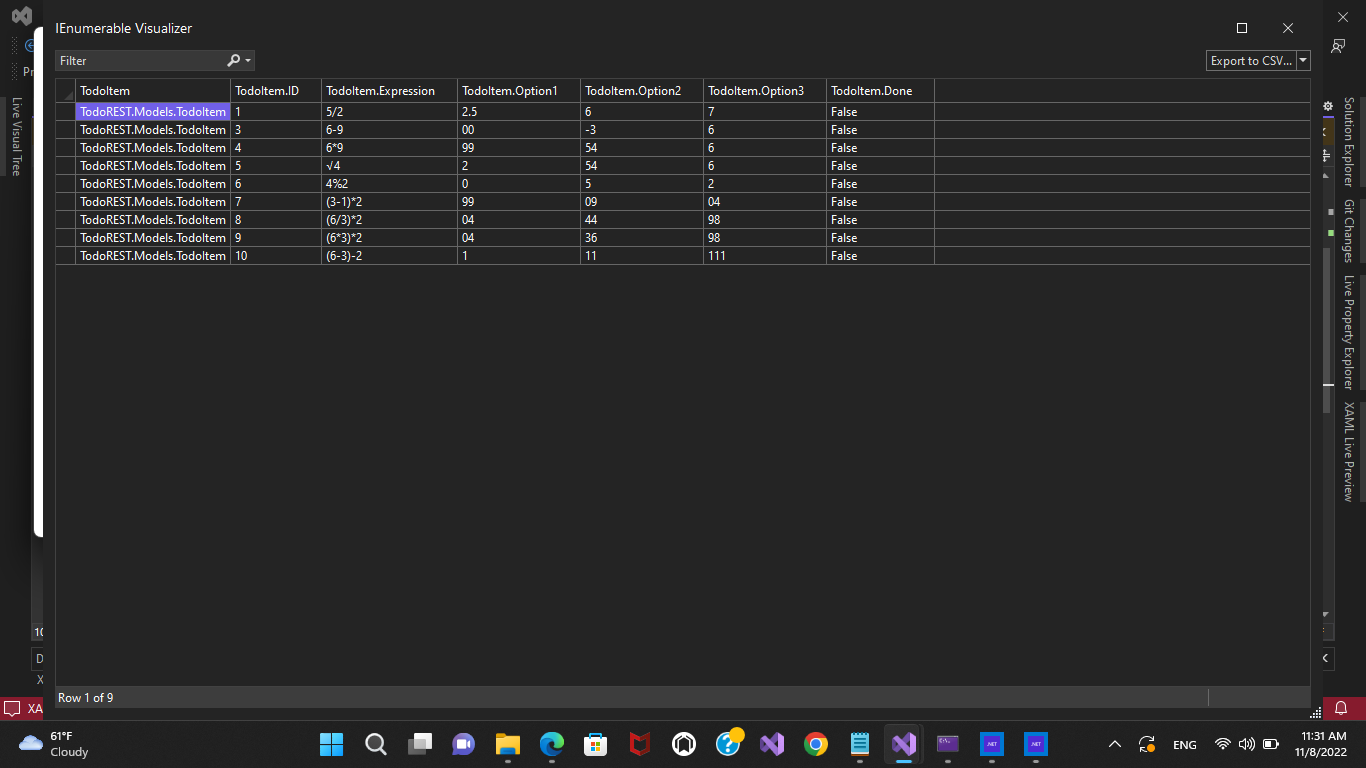 IEnumerable Visualizer
Filter
Export to CSV...
Pr
TodoItem TodoItem.ID TodoItem.Expression TodoItem.Option1 TodoItem.Option2 TodoItem.Option3 TodoItem.Done
TodoREST.Models.TodoItem 1 5/2 2.5 6 7 False
TodoREST.Models.TodoItem 3 6-9 00 -3 6 False
TodoREST.Models.TodoItem 4 6*9 99 54 6 False
TodoREST.Models.TodoItem 5 √4 2 54 6 False
TodoREST.Models.TodoItem 6 4%2 0 5 2 False
TodoREST.Models.TodoItem 7 (3-1)*2 99 09 04 False
TodoREST.Models.TodoItem 8 (6/3)*2 04 44 98 False
TodoREST.Models.TodoItem 9 (6*3)*2 04 36 98 False
TodoREST.Models.TodoItem 10 (6-3)-2 1 11 111 False
Live Visual Tree
Solution Explorer
Git Changes
Live Property Explorer
XAML Live Preview
10
D
X
Row 1 of 9
XA
61°F
Cloudy
ENG
11:31 AM
11/8/2022
.NET
.NET